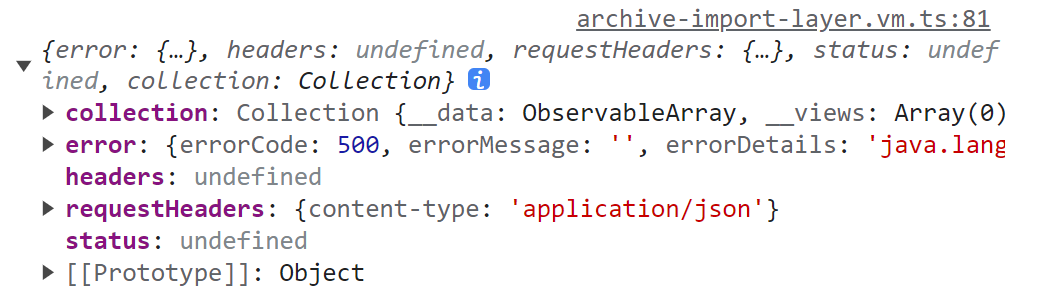 archive-import-layer.vm.ts:81
{error: {…}, headers: undefined, requestHeaders: {…}, status: undef
ined, collection: Collection} i
collection: Collection {__data: ObservableArray, __views: Array(0)
error: {errorCode: 500, errorMessage: '', errorDetails: 'java.lang
headers: undefined
requestHeaders: {content-type: 'application/json'}
status: undefined
[[Prototype]]: Object